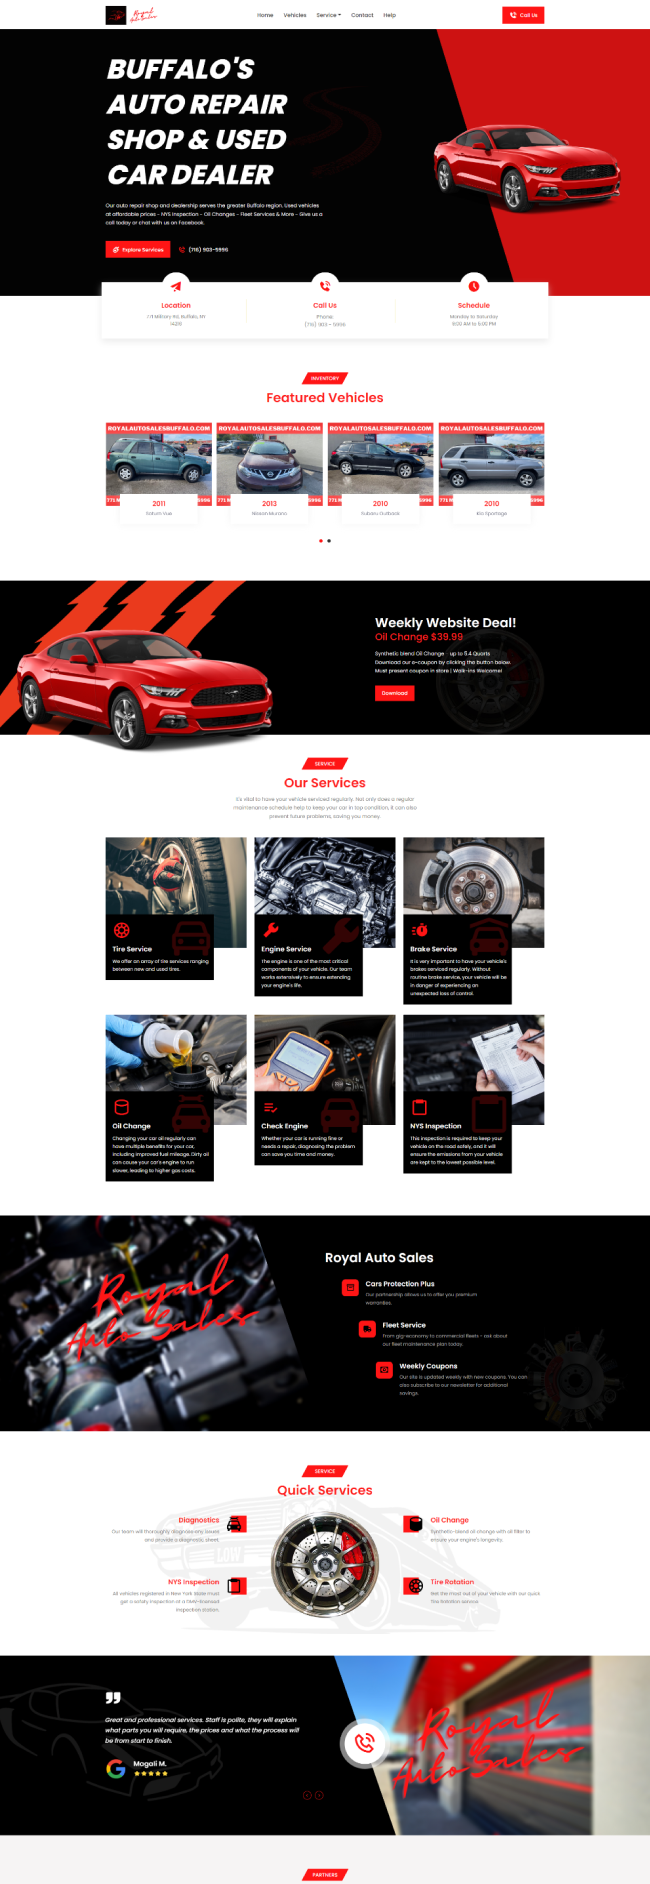 Royal
Auto Sales
Home
Vehicles
Service
Contact
Help
Call Us
BUFFALO'S
AUTO REPAIR
SHOP & USED
CAR DEALER
Our auto repair shop and dealership serves the greater Buffalo region. Used vehicles
at affordable prices - NYS Inspection - Oil Changes - Fleet Services & More - Give us a
call today or chat with us on Facebook.
Explore Services
(716) 903-5996
Location
771 Military Rd, Buffalo, NY
Call Us
Phone:
(716) 903 - 5996
Schedule
Monday to Saturday
9:00 AM to 5:00 PM
INVENTORY
Featured Vehicles
ROYALAUTOSALESBUFFALO.COM
ROYALAUTOSALESBUFFALO.COM
ROYALAUTOSALESBUFFALO.COM
ROYALAUTOSALESBUFFALO.COM
771 M
5996
771 M
5996
771 M
5996
771 M
5996
2011
Saturn Vue
2013
Nissan Murano
2010
Subaru Outback
2010
Kia Sportage
Weekly Website Deal!
Oil Change $39.99
Synthetic blend Oil Change - up to 5.4 Quarts
Download our e-coupon by clicking the button below.
Must present coupon in store | Walk-ins Welcome!
Download
SERVICE
Our Services
It's vital to have your vehicle serviced regularly. Not only does a regular
maintenance schedule help to keep your car in top condition, it can also
prevent future problems, saving you money.
Tire Service
We offer an array of tire services ranging
between new and used tires.
Engine Service
The engine is one of the most critical
components of your vehicle. Our team
works extensively to ensure extending
your engine's life.
Brake Service
It is very important to have your vehicle's
brakes serviced regularly. Without
routine brake service, your vehicle will be
in danger of experiencing an
unexpected loss of control.
Oil Change
Changing your car oil regularly can
have multiple benefits for your car,
including improved fuel mileage. Dirty oil
can cause your car's engine to run
slower, leading to higher gas costs.
Check Engine
Whether your car is running fine or
needs a repair, diagnosing the problem
can save you time and money.
NYS Inspection
This inspection is required to keep your
vehicle on the road safely, and it will
ensure the emissions from your vehicle
are kept to the lowest possible level.
Royal
Auto Sales
Royal Auto Sales
Cars Protection Plus
Our partnership allows us to offer you premium
warranties.
Fleet Service
From gig-economy to commercial fleets - ask about
our fleet maintenance plan today.
Weekly Coupons
Our site is updated weekly with new coupons. You can
also subscribe to our newsletter for additional
savings.
SERVICE
Quick Services
Diagnostics
Our team will thoroughly diagnose any issues
and provide a diagnostic sheet.
NYS Inspection
All vehicles registered in New York State must
get a safety inspection at a DMV-licensed
inspection station.
LOW
Oil Change
Synthetic-blend oil change with oil filter to
ensure your engine's longevity.
Tire Rotation
Get the most out of your vehicle with our quick
Tire Rotation service
Great and professional services. Staff is polite, they will explain
what parts you will require, the prices and what the process will
be from start to finish.
Magali M.
Royal
Auto Sales
PARTNERS